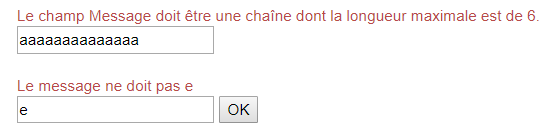 Le champ Message doit être une chaîne dont la longueur maximale est de 6.
aaaaaaaaaaaaaa
Le message ne doit pas e
e OK